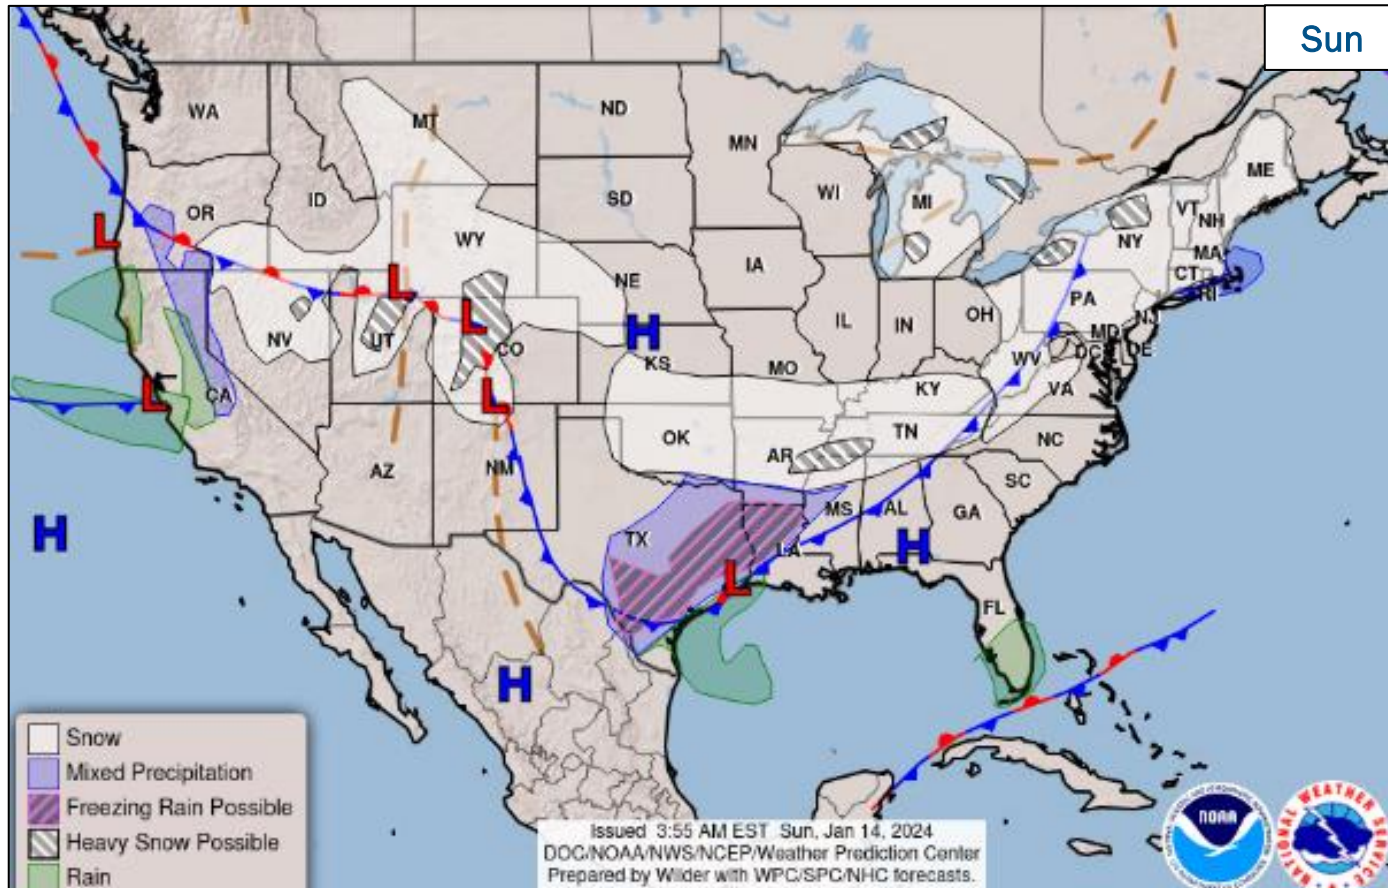 Sun
WA
MT
ND
MN
ME
OR
ID
SD
WI
MI
VT
NH
NY
MA
WY
CT
RI
L
L
L
NE
IA
PA
NJ
H
IL
IN
OH
MD
DE
DC
NV
UT
CO
KS
MO
WV
VA
KY
L
CA
L
OK
TN
NC
AZ
NM
AR
SC
H
TX
MS
AL
GA
LA
H
L
FL
H
Snow
Mixed Precipitation
Freezing Rain Possible
Heavy Snow Possible
Rain
Issued 3:55 AM EST Sun, Jan 14, 2024
DOC/NOAA/NWS/NCEP/Weather Prediction Center
Prepared by Wilder with WPC/SPC/NHC forecasts.
NOAA
NATIONAL WEATHER SERVICE